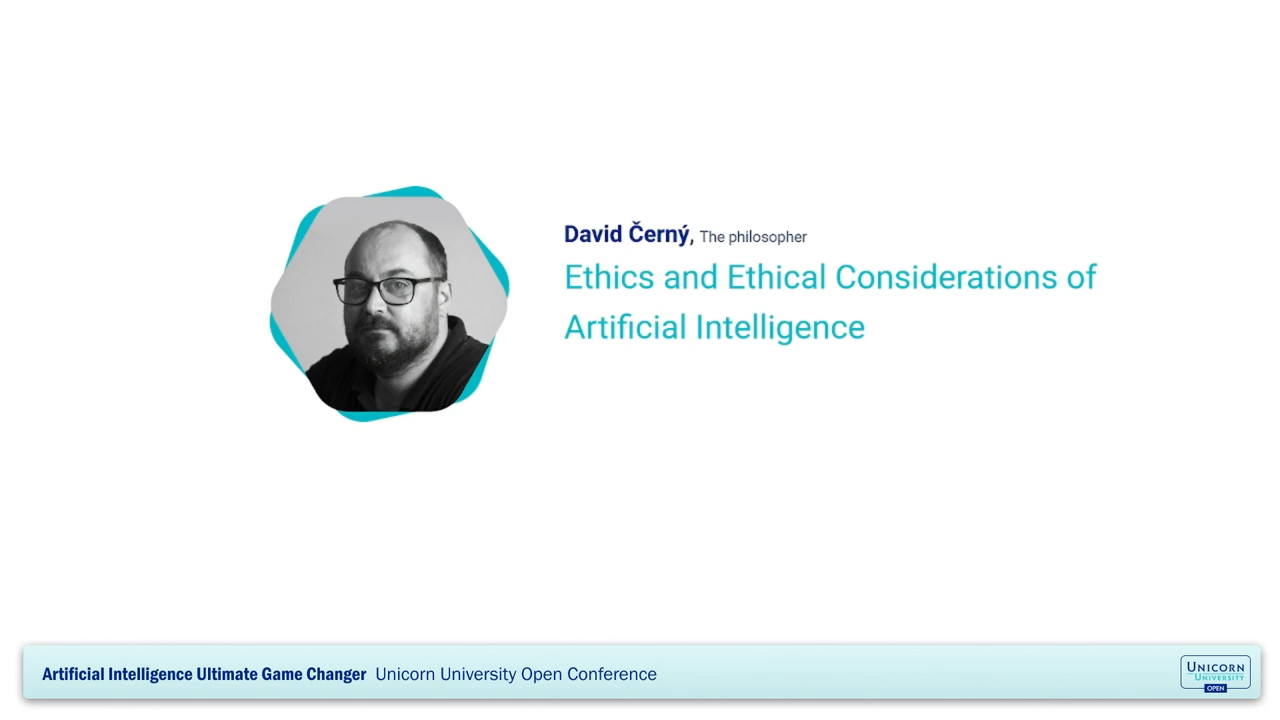 David Černý, The philosopher
Ethics and Ethical Considerations of
Artificial Intelligence
Artificial Intelligence Ultimate Game Changer Unicorn University Open Conference
UNICORN
UNIVERSITY
OPEN